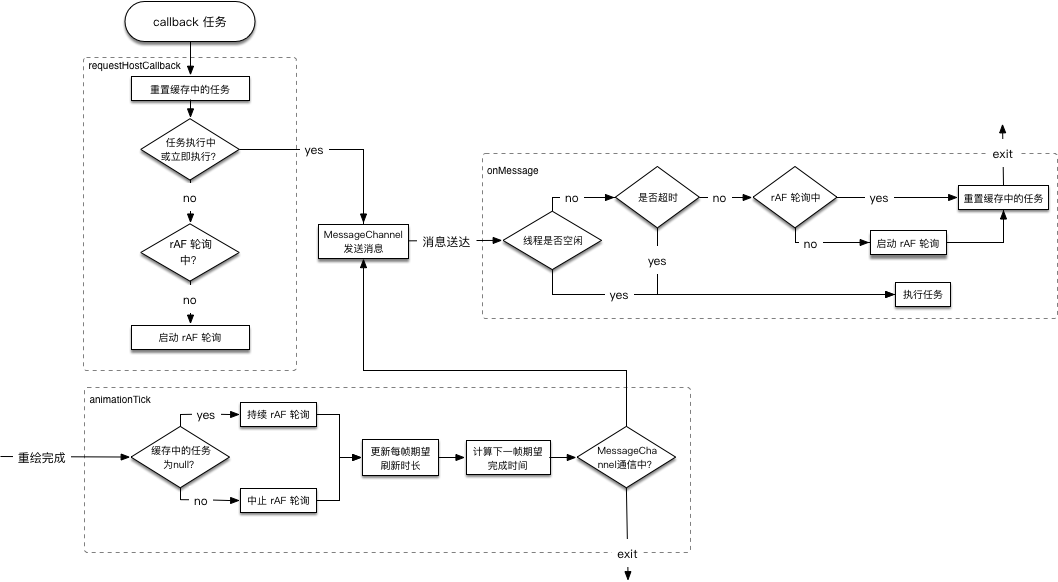 callback 任务
requestHostCallback
重置缓存中的任务
任务执行中
或立即执行?
yes
no
rAF 轮询
中?
no
启动 rAF 轮询
MessageChannel
发送消息
消息送达
onMessage
线程是否空闲
no
是否超时
no
rAF 轮询中
yes
重置缓存中的任务
exit
no
启动 rAF 轮询
yes
yes
执行任务
animationTick
重绘完成
缓存中的任务
为null?
yes
持续 rAF 轮询
no
中止 rAF 轮询
更新每帧期望
刷新时长
计算下一帧期望
完成时间
MessageCha
nnel通信中?
exit